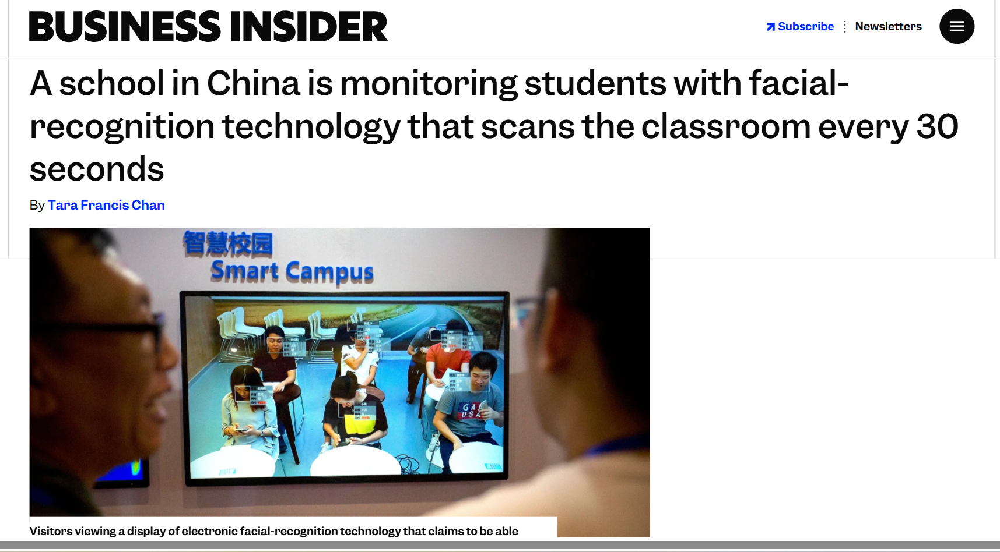 BUSINESS INSIDER
Subscribe
Newsletters
A school in China is monitoring students with facial-
recognition technology that scans the classroom every 30
seconds
By Tara Francis Chan
智慧校园
Smart Campus
GA
USA
Visitors viewing a display of electronic facial-recognition technology that claims to be able